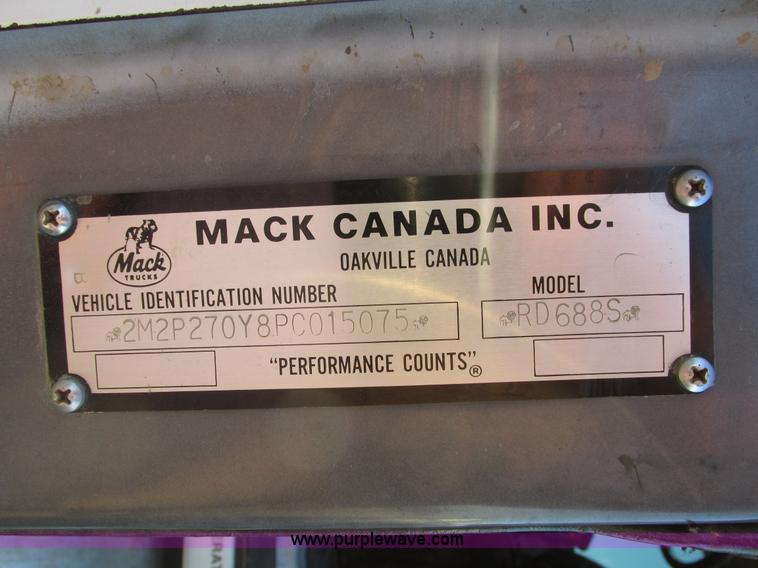 MACK CANADA INC.
Mack
TRUCKS
OAKVILLE CANADA
VEHICLE IDENTIFICATION NUMBER
MODEL
2M2P270Y8PC015075
RD688S
"PERFORMANCE COUNTS"®
www.purplewave.com